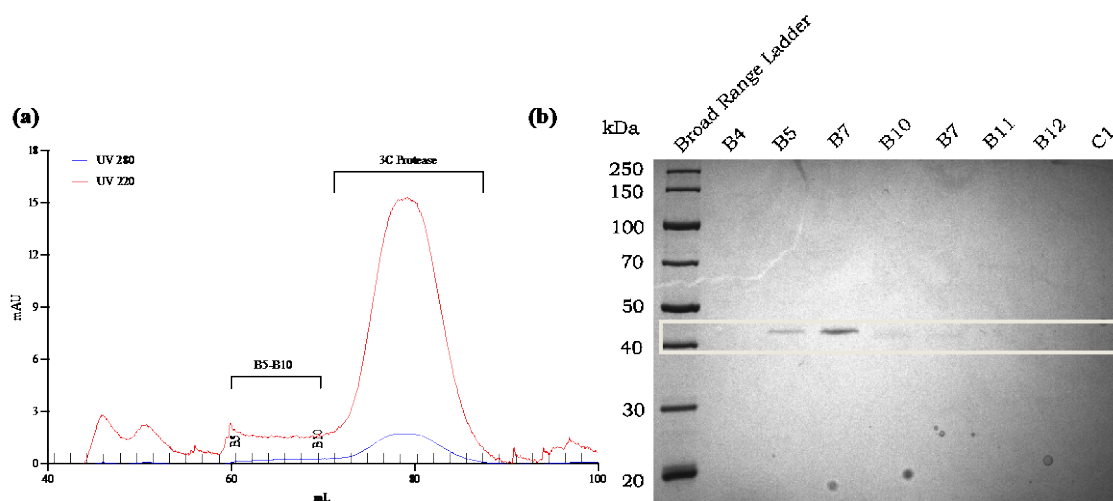 (a)
18
15
12
9
6
3
0
mAU
UV 280
UV 220
3C Protease
B5-B10
B5
B10
40
60
80
100
mL
(b)
kDa
Broad Range Ladder
B4
B5
B7
B10
B7
B11
B12
C1
250
150
100
70
50
40
30
20